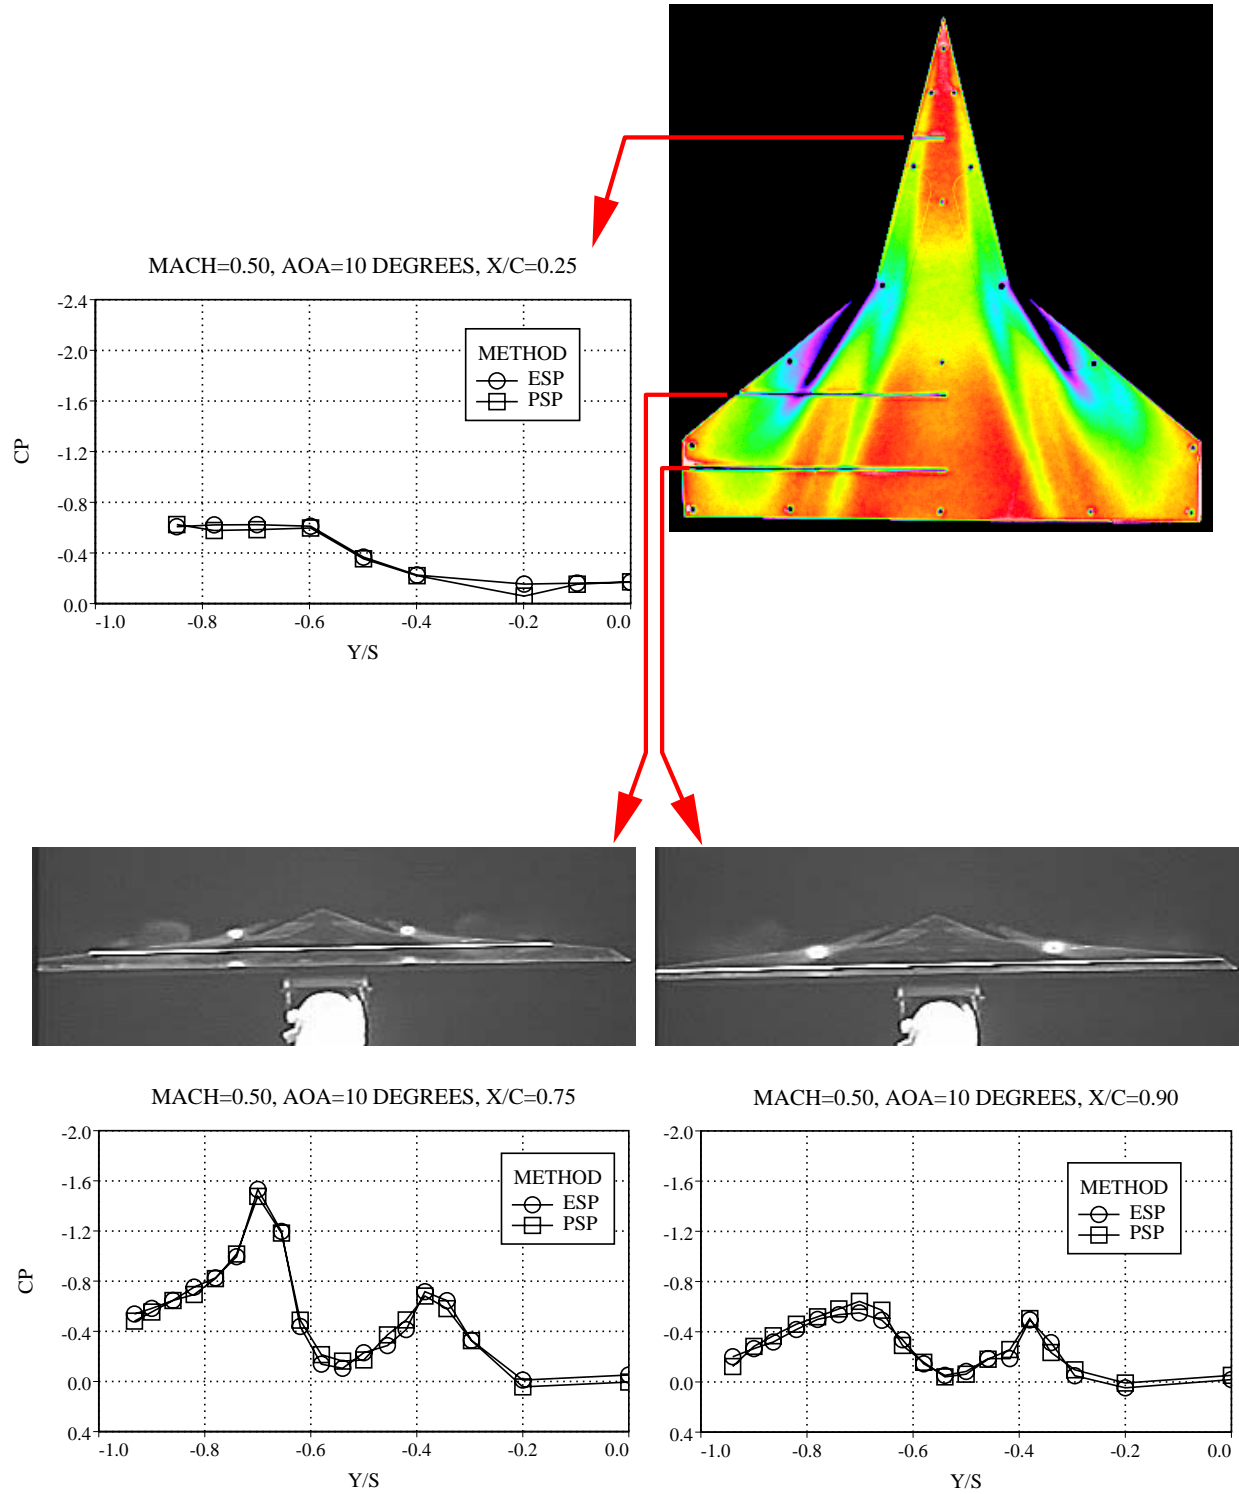 MACH=0.50, AOA=10 DEGREES, X/C=0.25
-2.4
-2.0
-1.6
-1.2
-0.8
-0.4
0.0
CP
METHOD
ESP
PSP
-1.0 -0.8 -0.6 -0.4 -0.2 0.0
Y/S
MACH=0.50, AOA=10 DEGREES, X/C=0.75
-2.0
-1.6
-1.2
-0.8
-0.4
0.0
0.4
CP
METHOD
ESP
PSP
-1.0 -0.8 -0.6 -0.4 -0.2 0.0
Y/S
MACH=0.50, AOA=10 DEGREES, X/C=0.90
-2.0
-1.6
-1.2
-0.8
-0.4
0.0
0.4
METHOD
ESP
PSP
-1.0 -0.8 -0.6 -0.4 -0.2 0.0
Y/S